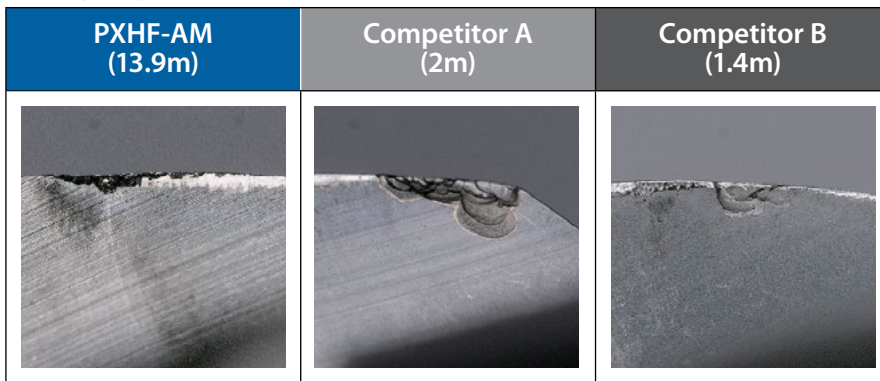 PXHF-AM
(13.9m)
Competitor A
(2m)
Competitor B
(1.4m)